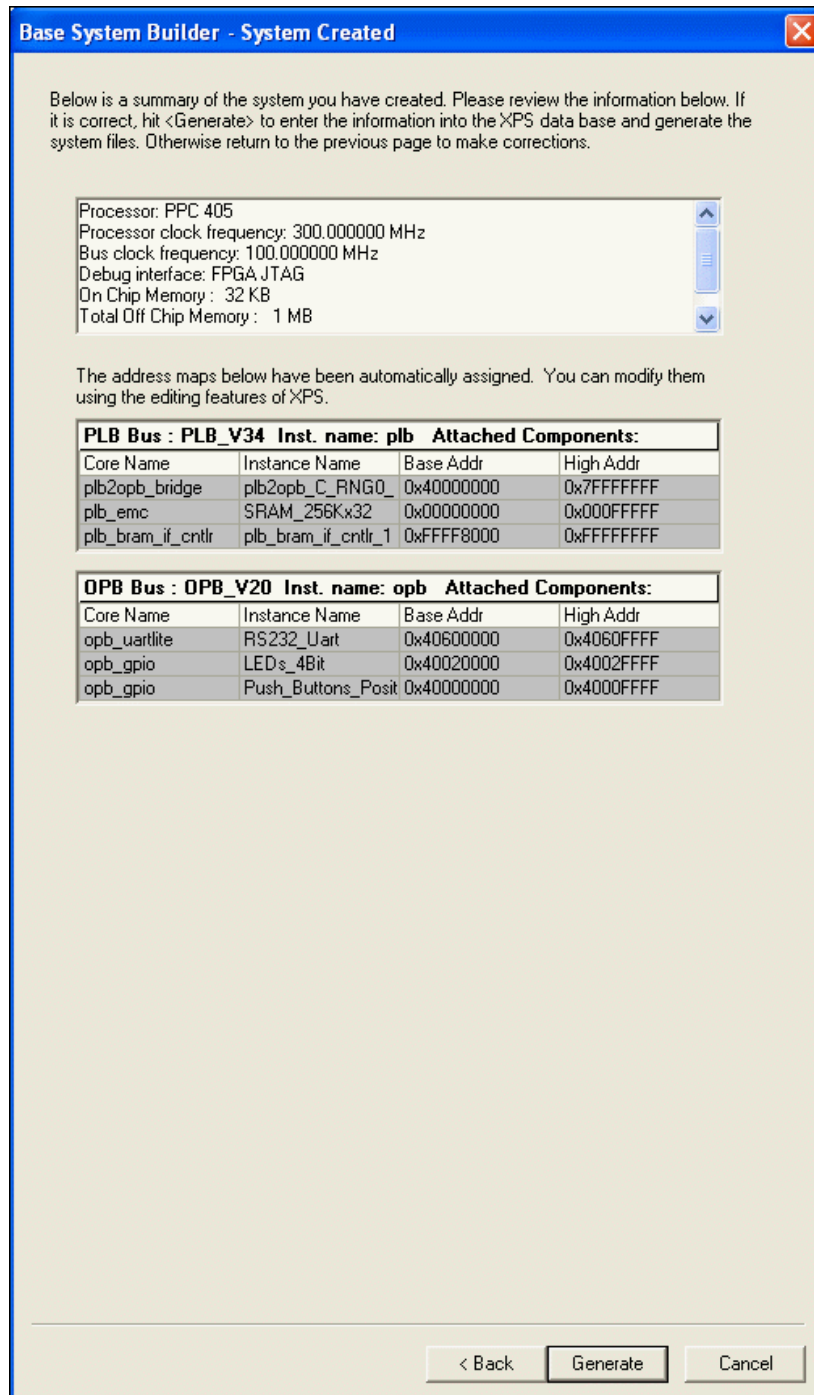 Base System Builder - System Created
Below is a summary of the system you have created. Please review the information below. If
it is correct, hit <Generate> to enter the information into the XPS data base and generate the
system files. Otherwise return to the previous page to make corrections.
Processor: PPC 405
Processor clock frequency: 300.000000 MHz
Bus clock frequency: 100.000000 MHz
Debug interface: FPGA JTAG
On Chip Memory :  32 KB
Total Off Chip Memory :  1 MB
The address maps below have been automatically assigned.  You can modify them
using the editing features of XPS.
PLB Bus : PLB_V34  Inst. name: plb   Attached Components:
Core Name Instance Name Base Addr High Addr
plb2opb_bridge plb2opb_C_RNG0_ 0x40000000 0x7FFFFFFF
plb_emc SRAM_256Kx32 0x00000000 0x000FFFFF
plb_bram_if_cntlr plb_bram_if_cntlr_1 0xFFFF8000 0xFFFFFFFF
OPB Bus : OPB_V20  Inst. name: opb   Attached Components:
Core Name Instance Name Base Addr High Addr
opb_uartlite RS232_Uart 0x40600000 0x4060FFFF
opb_gpio LEDs_4Bit 0x40020000 0x4002FFFF
opb_gpio Push_Buttons_Posit 0x40000000 0x4000FFFF
< Back Generate Cancel